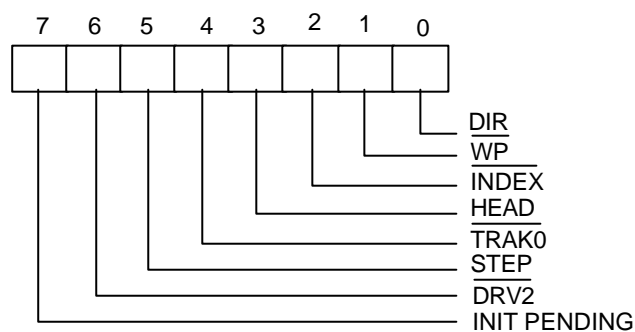 7 6 5 4 3 2 1 0
DIR
WP
INDEX
HEAD
TRAK0
STEP
DRV2
INIT PENDING